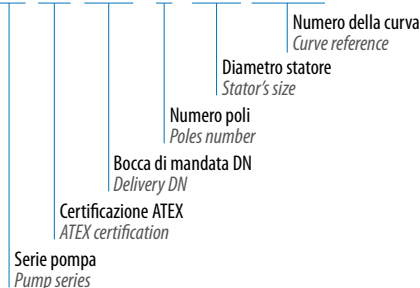 Numero della curva
Curve reference
Diametro statore
Stator's size
Numero poli
Poles number
Bocca di mandata DN
Delivery DN
Certificazione ATEX
ATEX certification
Serie pompa
Pump series